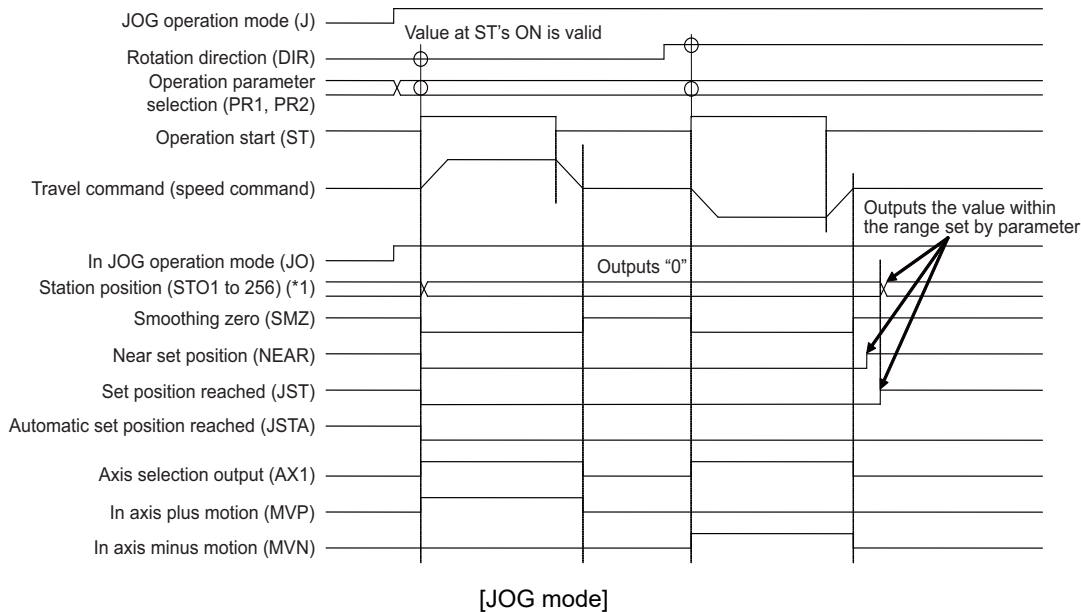 JOG operation mode (J)
Value at ST's ON is valid
Rotation direction (DIR)
Operation parameter
selection (PR1, PR2)
Operation start (ST)
Travel command (speed command)
Outputs the value within
the range set by parameter
In JOG operation mode (JO)
Outputs “0”
Station position (STO1 to 256) (*1)
Smoothing zero (SMZ)
Near set position (NEAR)
Set position reached (JST)
Automatic set position reached (JSTA)
Axis selection output (AX1)
In axis plus motion (MVP)
In axis minus motion (MVN)
[JOG mode]